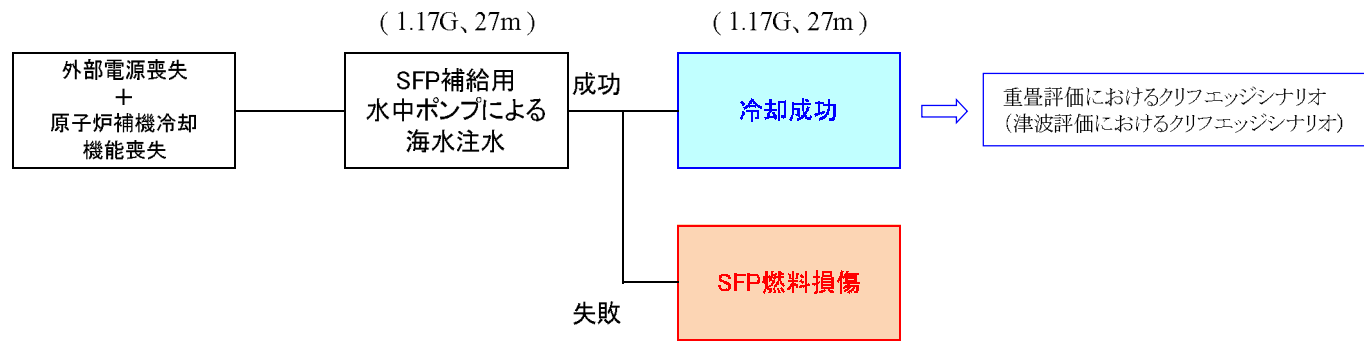 ( 1.17G、27m )
( 1.17G、27m )
外部電源喪失
+
原子炉補機冷却
機能喪失
SFP補給用
水中ポンプによる
海水注水
成功
冷却成功
重畳評価におけるクリフエッジシナリオ
(津波評価におけるクリフエッジシナリオ)
SFP燃料損傷
失敗